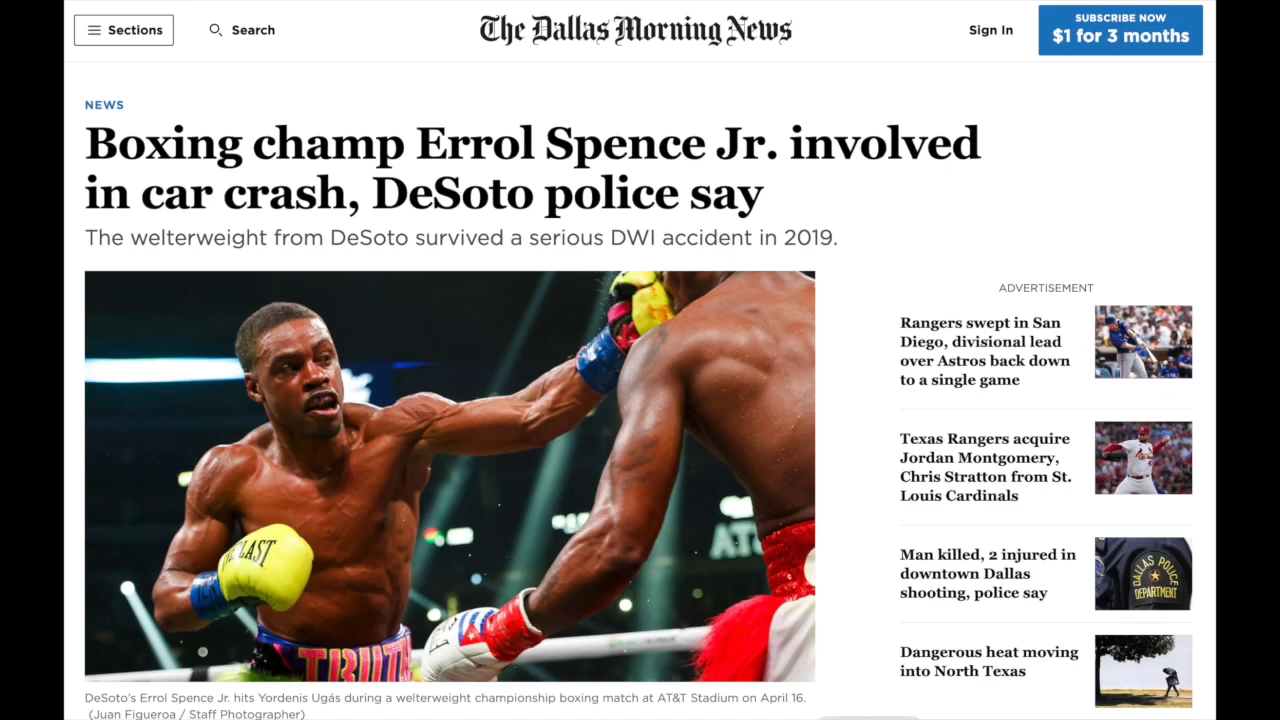 Sections
Search
The Dallas Morning News
Sign In
SUBSCRIBE NOW
$1 for 3 months
NEWS
Boxing champ Errol Spence Jr. involved
in car crash, DeSoto police say
The welterweight from DeSoto survived a serious DWI accident in 2019.
TRUTH
DeSoto's Errol Spence Jr. hits Yordenis Ugás during a welterweight championship boxing match at AT&T Stadium on April 16.
(Juan Figueroa / Staff Photographer)
ADVERTISEMENT
Rangers swept in San
Diego, divisional lead
over Astros back down
to a single game
Texas Rangers acquire
Jordan Montgomery,
Chris Stratton from St.
Louis Cardinals
Man killed, 2 injured in
downtown Dallas
shooting, police say
DALLAS POLICE
DEPARTMENT
Dangerous heat moving
into North Texas